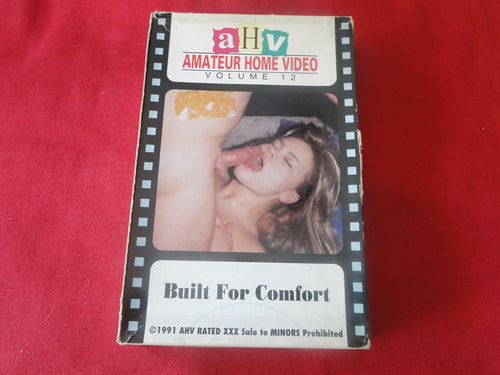 aHv
AMATEUR HOME VIDEO
VOLUME 12
Built For Comfort
©1991 AHV RATED XXX Sale to MINORS Prohibited